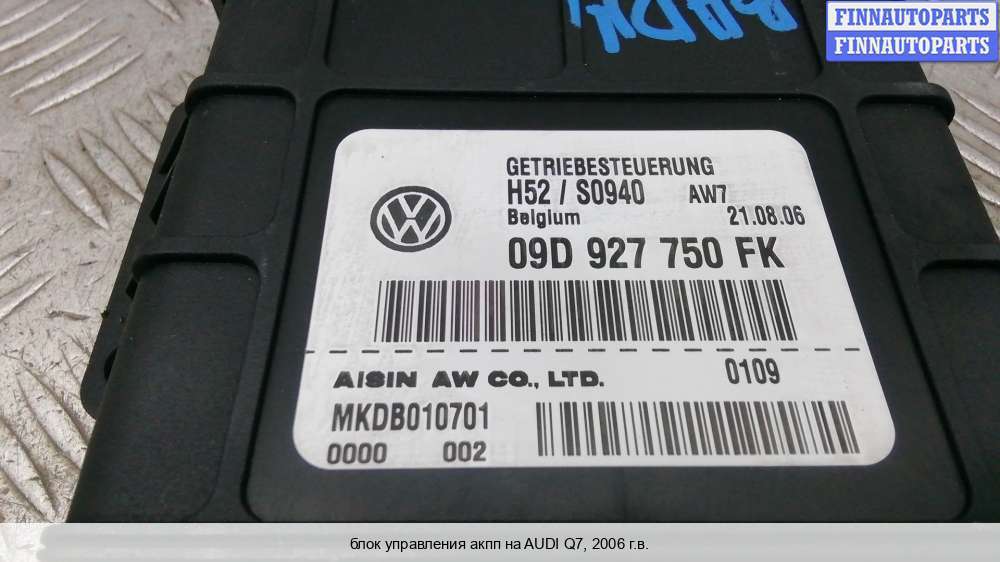 FINNAUTOPARTS
FINNAUTOPARTS
GETRIEBESTEUERUNG
H52 / S0940 AW7
Belgium 21.08.06
09D 927 750 FK
AISIN AW CO., LTD. 0109
MKDB010701
0000 002
блок управления акпп на AUDI Q7, 2006 г.в.